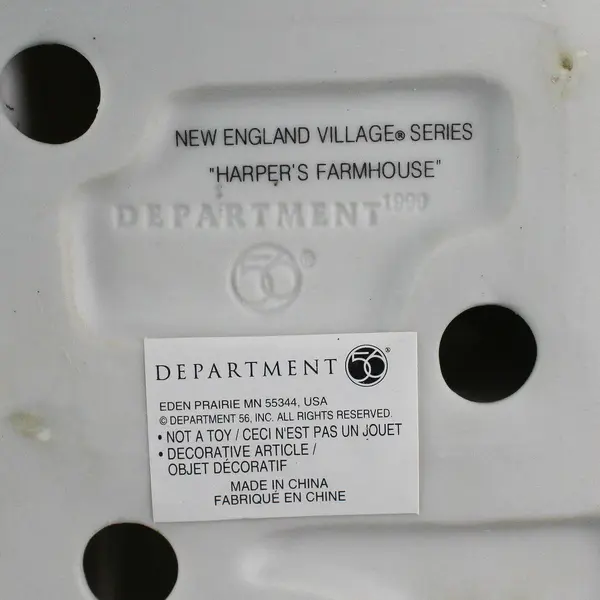 NEW ENGLAND VILLAGE® SERIES
"HARPER'S FARMHOUSE"
DEPARTMENT 1990
56®
DEPARTMENT 56®
EDEN PRAIRIE MN 55344, USA
© DEPARTMENT 56, INC. ALL RIGHTS RESERVED.
• NOT A TOY / CECI N'EST PAS UN JOUET
• DECORATIVE ARTICLE /
OBJET DÉCORATIF
MADE IN CHINA
FABRIQUÉ EN CHINE